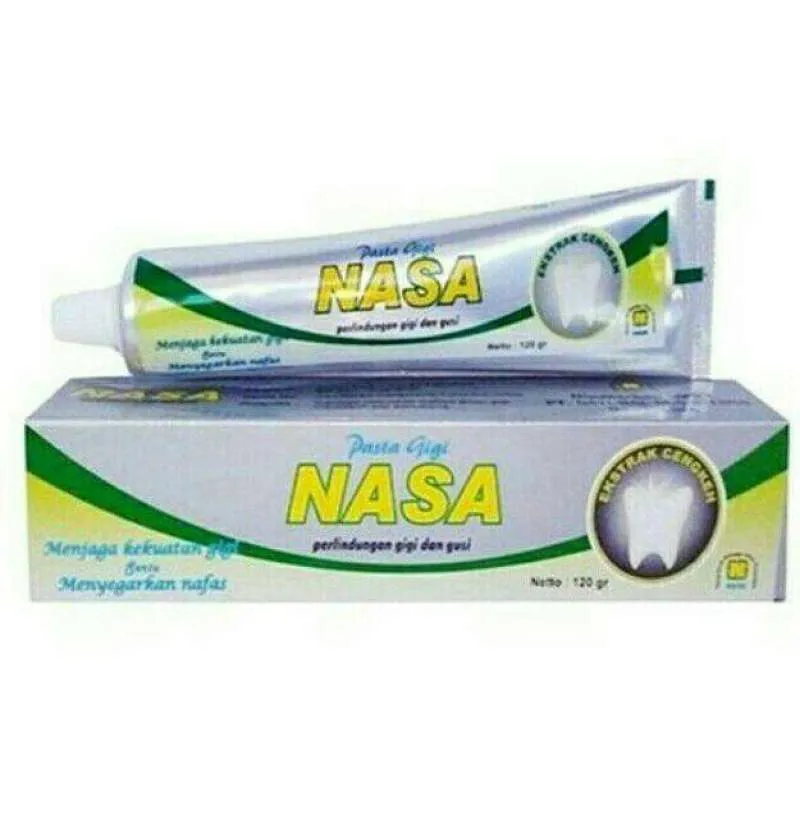 Pasta Gigi
NASA
perlindungan gigi dan gusi
EKSTRAK CENGKEH
Menjaga kekuatan gigi
Menyegarkan nafas
Netto : 120 gr
NASA
Pasta Gigi
NASA
perlindungan gigi dan gusi
EKSTRAK CENGKEH
Menjaga kekuatan gigi
Menyegarkan nafas
Netto : 120 gr